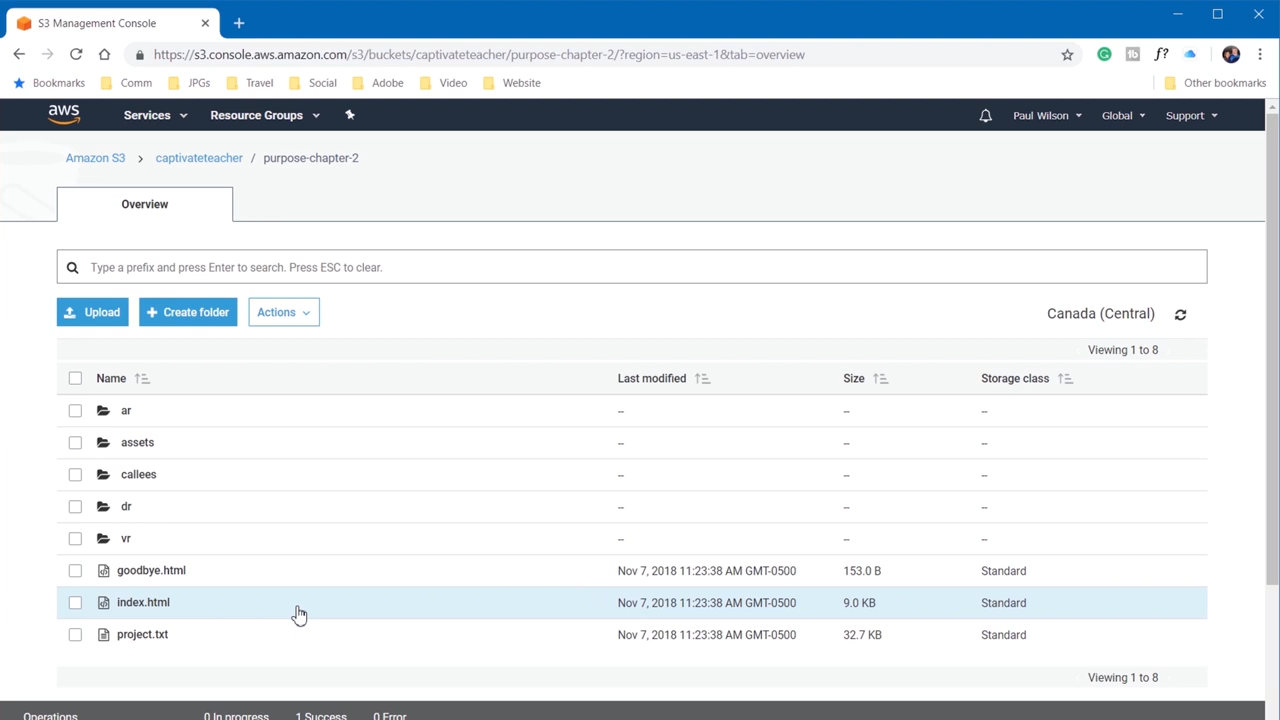 S3 Management Console
https://s3.console.aws.amazon.com/s3/buckets/captivateteacher/purpose-chapter-2/?region=us-east-1&tab=overview
Bookmarks Comm JPGs Travel Social Adobe Video Website Other bookmarks
aws Services Resource Groups Paul Wilson Global Support
Amazon S3 > captivateteacher / purpose-chapter-2
Overview
Type a prefix and press Enter to search. Press ESC to clear.
Upload + Create folder Actions Canada (Central)
Viewing 1 to 8
Name Last modified Size Storage class
ar -- -- --
assets -- -- --
callees -- -- --
dr -- -- --
vr -- -- --
goodbye.html Nov 7, 2018 11:23:38 AM GMT-0500 153.0 B Standard
index.html Nov 7, 2018 11:23:38 AM GMT-0500 9.0 KB Standard
project.txt Nov 7, 2018 11:23:38 AM GMT-0500 32.7 KB Standard
Viewing 1 to 8
Operations 0 In progress 1 Success 0 Error